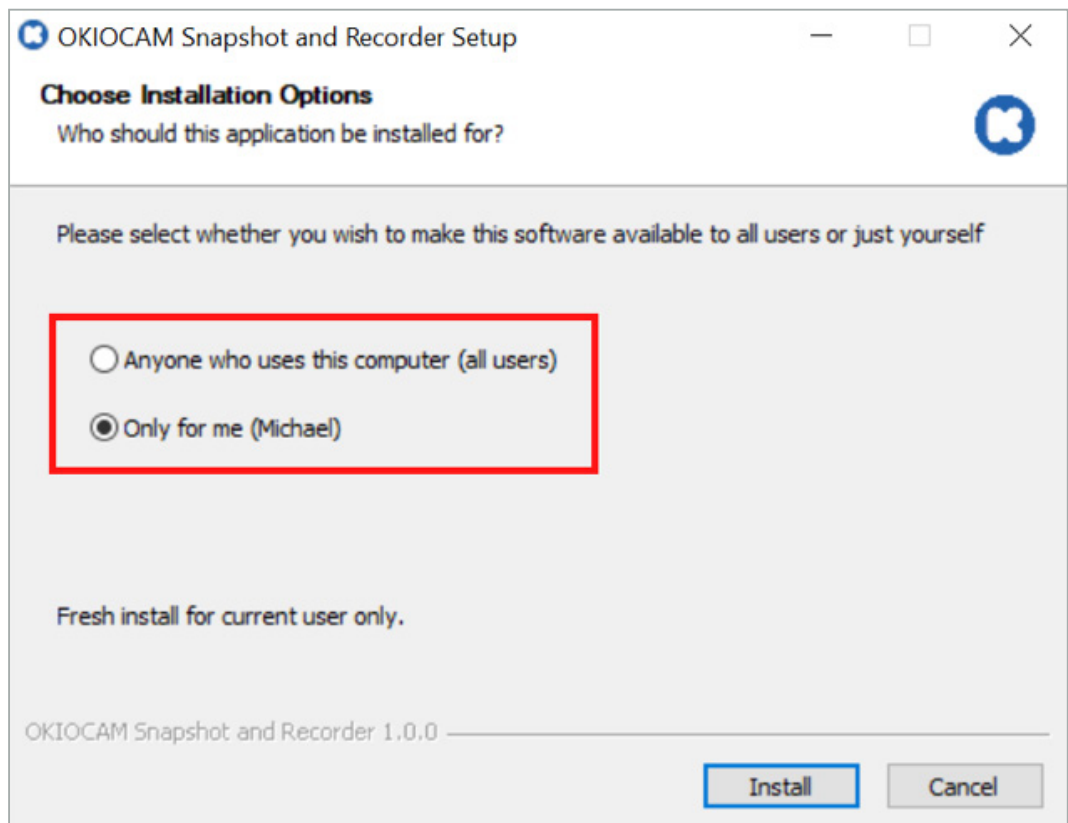 OKIOCAM Snapshot and Recorder Setup
Choose Installation Options
Who should this application be installed for?
Please select whether you wish to make this software available to all users or just yourself
Anyone who uses this computer (all users)
Only for me (Michael)
Fresh install for current user only.
OKIOCAM Snapshot and Recorder 1.0.0
Install Cancel